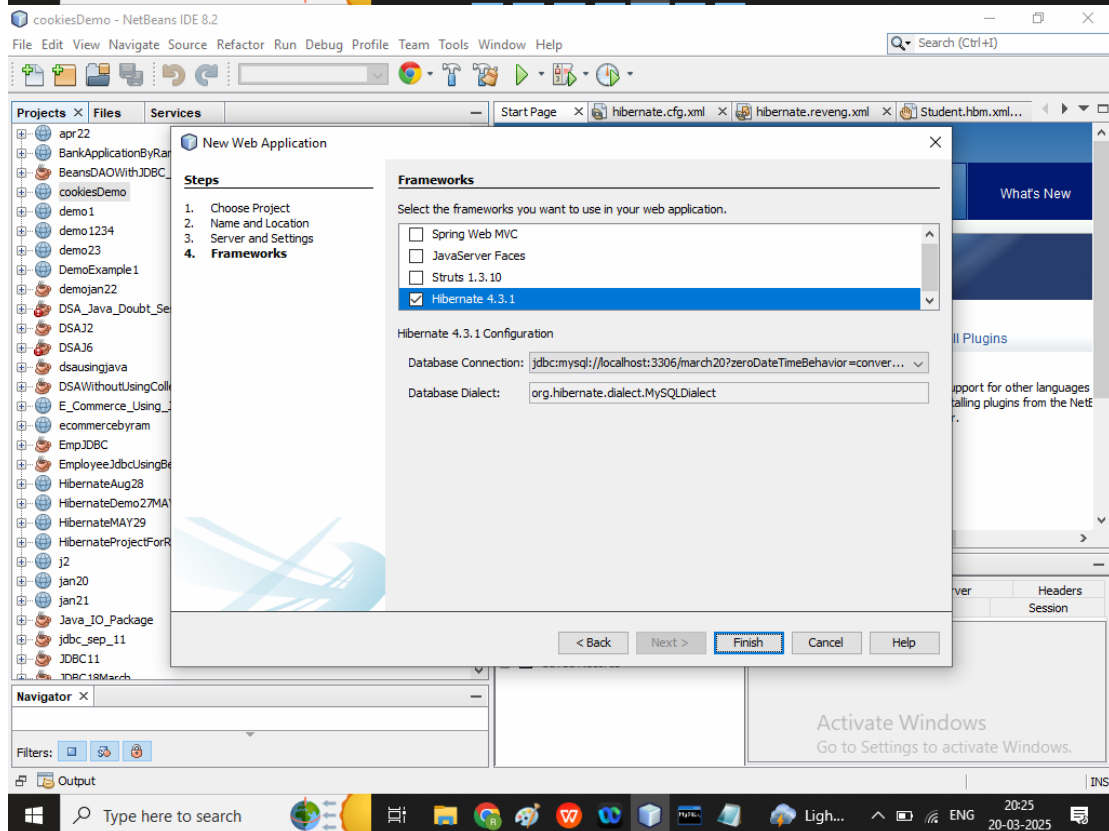 cookiesDemo - NetBeans IDE 8.2
File Edit View Navigate Source Refactor Run Debug Profile Team Tools Window Help
Search (Ctrl+I)
Projects Files Services
Start Page hibernate.cfg.xml hibernate.reveng.xml Student.hbm.xml...
apr22
BankApplicationByRar
BeansDAOWithJDBC_
cookiesDemo
demo1
demo1234
demo23
DemoExample1
demojan22
DSA_Java_Doubt_Se
DSAJ2
DSAJ6
dsausingjava
DSAWithoutUsingColl
E_Commerce_Using_
ecommercebyram
EmpJDBC
EmployeeJdbcUsingBe
HibernateAug28
HibernateDemo27MA
HibernateMAY29
HibernateProjectForR
j2
jan20
jan21
Java_IO_Package
jdbc_sep_11
JDBC11
JDBC18March
New Web Application
Steps
1. Choose Project
2. Name and Location
3. Server and Settings
4. Frameworks
Frameworks
Select the frameworks you want to use in your web application.
Spring Web MVC
JavaServer Faces
Struts 1.3.10
Hibernate 4.3.1
Hibernate 4.3.1 Configuration
Database Connection: jdbc:mysql://localhost:3306/march20?zeroDateTimeBehavior=conver...
Database Dialect: org.hibernate.dialect.MySQLDialect
< Back Next > Finish Cancel Help
What's New
ll Plugins
upport for other languages
talling plugins from the NetB
r.
rver Headers
Session
Navigator
Filters:
Activate Windows
Go to Settings to activate Windows.
Output
INS
Type here to search
Ligh...
ENG
20:25
20-03-2025